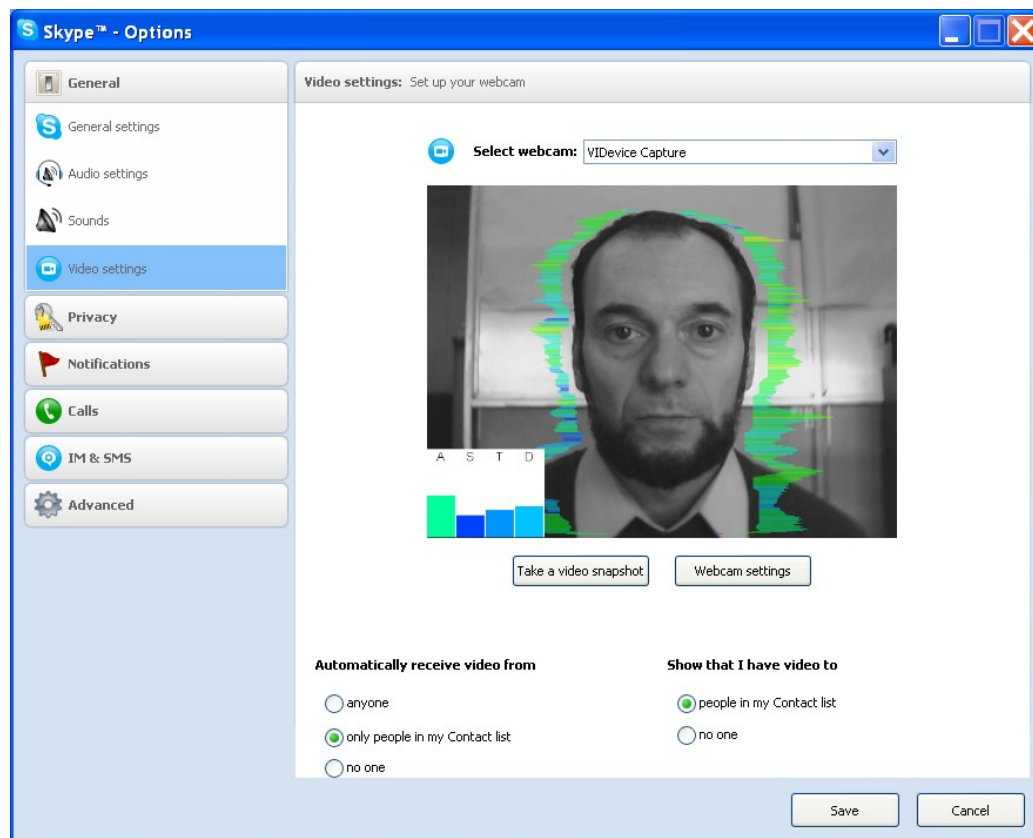 Skype™ - Options
General
General settings
Audio settings
Sounds
Video settings
Privacy
Notifications
Calls
IM & SMS
Advanced
Video settings: Set up your webcam
Select webcam: VIDevice Capture
A S T D
Take a video snapshot
Webcam settings
Automatically receive video from
anyone
only people in my Contact list
no one
Show that I have video to
people in my Contact list
no one
Save
Cancel